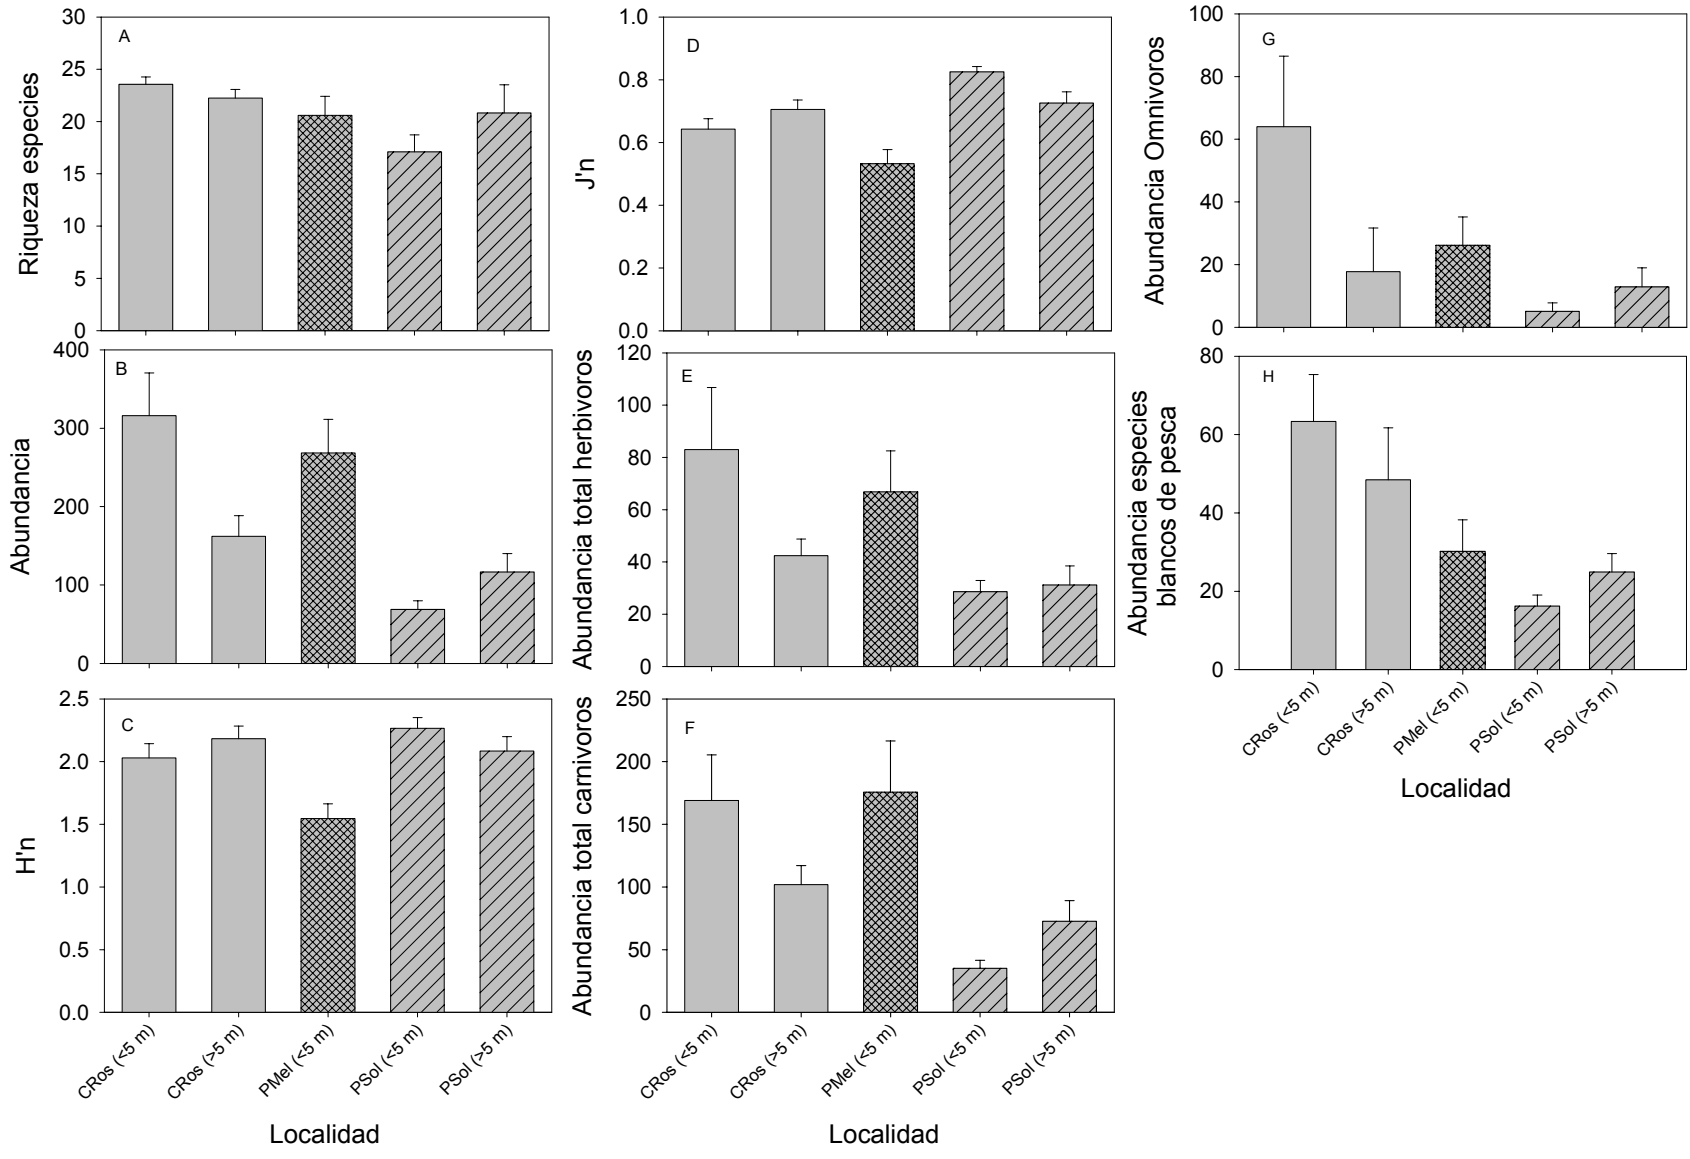 A
Riqueza especies
30
25
20
15
10
5
0
B
Abundancia
400
300
200
100
0
C
H'n
2.5
2.0
1.5
1.0
0.5
0.0
CRos (<5 m)
CRos (>5 m)
PMel (<5 m)
PSol (<5 m)
PSol (>5 m)
Localidad
D
J'n
1.0
0.8
0.6
0.4
0.2
0.0
E
Abundancia total herbivoros
120
100
80
60
40
20
0
F
Abundancia total carnivoros
250
200
150
100
50
0
CRos (<5 m)
CRos (>5 m)
PMel (<5 m)
PSol (<5 m)
PSol (>5 m)
Localidad
G
Abundancia Omnivoros
100
80
60
40
20
0
H
Abundancia especies
blancos de pesca
80
60
40
20
0
CRos (<5 m)
CRos (>5 m)
PMel (<5 m)
PSol (<5 m)
PSol (>5 m)
Localidad